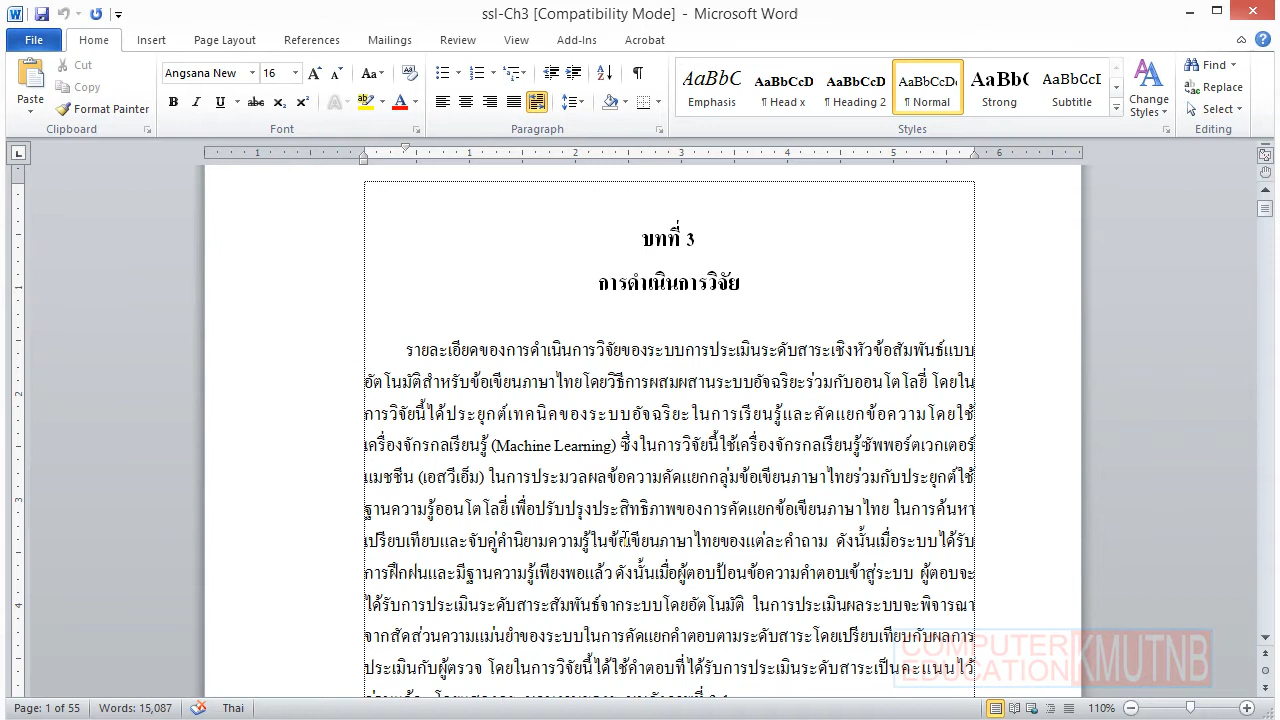 ssl-Ch3 [Compatibility Mode] - Microsoft Word
File Home Insert Page Layout References Mailings Review View Add-Ins Acrobat
Paste Cut Copy Format Painter Clipboard
Angsana New 16 Font
Paragraph
AaBbC Emphasis AaBbCcD ¶ Head x AaBbCcD ¶ Heading 2 AaBbCcDc ¶ Normal AaBb( Strong AaBbCcD Subtitle Change Styles Styles
Find Replace Select Editing
1 1 2 3 4 5 6
บทที่ 3
การดำเนินการวิจัย
รายละเอียดของการดำเนินการวิจัยของระบบการประเมินระดับสาระเชิงหัวข้อสัมพันธ์แบบ
อัตโนมัติสำหรับข้อเขียนภาษาไทยโดยวิธีการผสมผสานระบบอัจฉริยะร่วมกับออนโตโลยี่ โดยใน
การวิจัยนี้ได้ประยุกต์เทคนิคของระบบอัจฉริยะในการเรียนรู้และคัดแยกข้อความโดยใช้
เครื่องจักรกลเรียนรู้ (Machine Learning) ซึ่งในการวิจัยนี้ใช้เครื่องจักรกลเรียนรู้ซัพพอร์ตเวกเตอร์
แมชชีน (เอสวีเอ็ม) ในการประมวลผลข้อความคัดแยกกลุ่มข้อเขียนภาษาไทยร่วมกับประยุกต์ใช้
ฐานความรู้ออนโตโลยี่ เพื่อปรับปรุงประสิทธิภาพของการคัดแยกข้อเขียนภาษาไทย ในการค้นหา
เปรียบเทียบและจับคู่คำนิยามความรู้ในข้อเขียนภาษาไทยของแต่ละคำถาม ดังนั้นเมื่อระบบได้รับ
การฝึกฝนและมีฐานความรู้เพียงพอแล้ว ดังนั้นเมื่อผู้ตอบป้อนข้อความคำตอบเข้าสู่ระบบ ผู้ตอบจะ
ได้รับการประเมินระดับสาระสัมพันธ์จากระบบโดยอัตโนมัติ ในการประเมินผลระบบจะพิจารณา
จากสัดส่วนความแม่นยำของระบบในการคัดแยกคำตอบตามระดับสาระโดยเปรียบเทียบกับผลการ
ประเมินกับผู้ตรวจ โดยในการวิจัยนี้ได้ใช้คำตอบที่ได้รับการประเมินระดับสาระเป็นคะแนนไว้
COMPUTER EDUCATION KMUTNB
Page: 1 of 55 Words: 15,087 Thai 110%